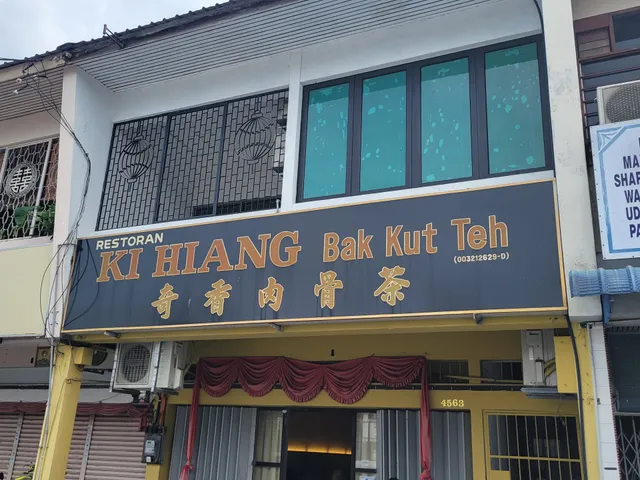 RESTORAN
KI HIANG Bak Kut Teh
(003212629-D)
奇香肉骨茶
4563